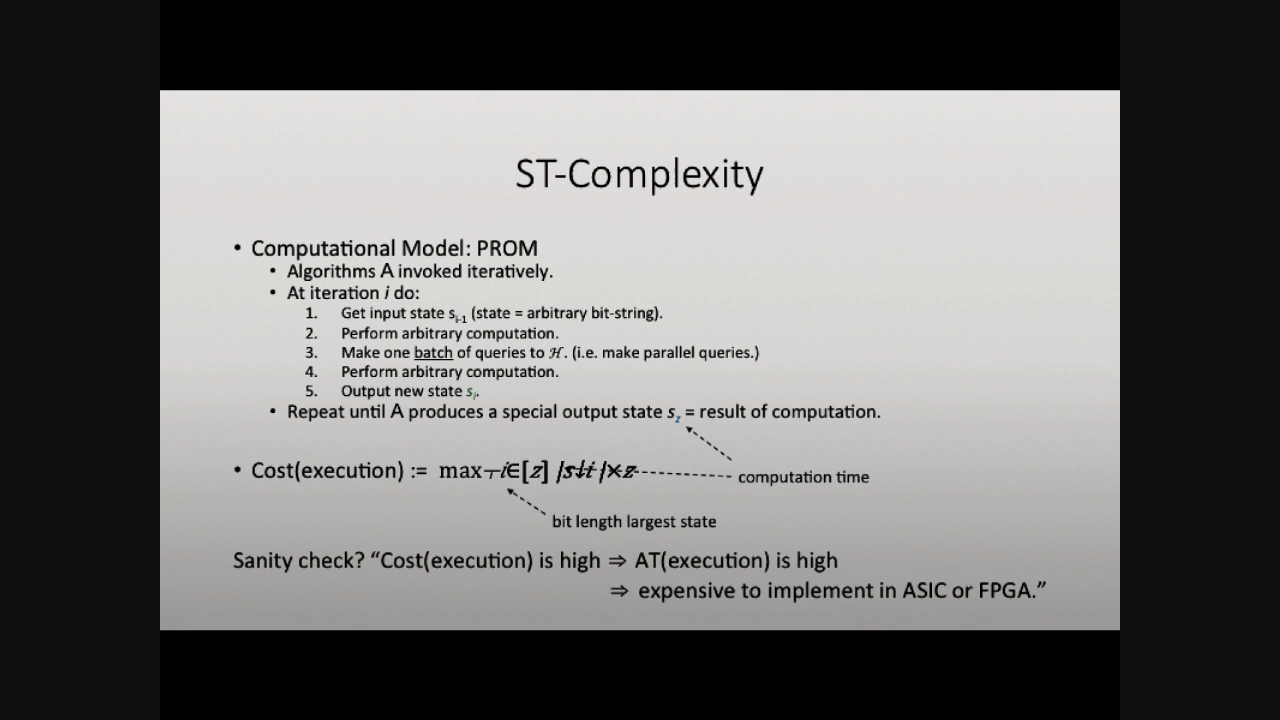 ST-Complexity
• Computational Model: PROM
• Algorithms A invoked iteratively.
• At iteration i do:
1. Get input state sᵢ₋₁ (state = arbitrary bit-string).
2. Perform arbitrary computation.
3. Make one batch of queries to ℋ. (i.e. make parallel queries.)
4. Perform arbitrary computation.
5. Output new state sᵢ.
• Repeat until A produces a special output state s_z = result of computation.
• Cost(execution) := max┬i∈[z] |s↓i |×z
computation time
bit length largest state
Sanity check? “Cost(execution) is high ⇒ AT(execution) is high
⇒ expensive to implement in ASIC or FPGA.”